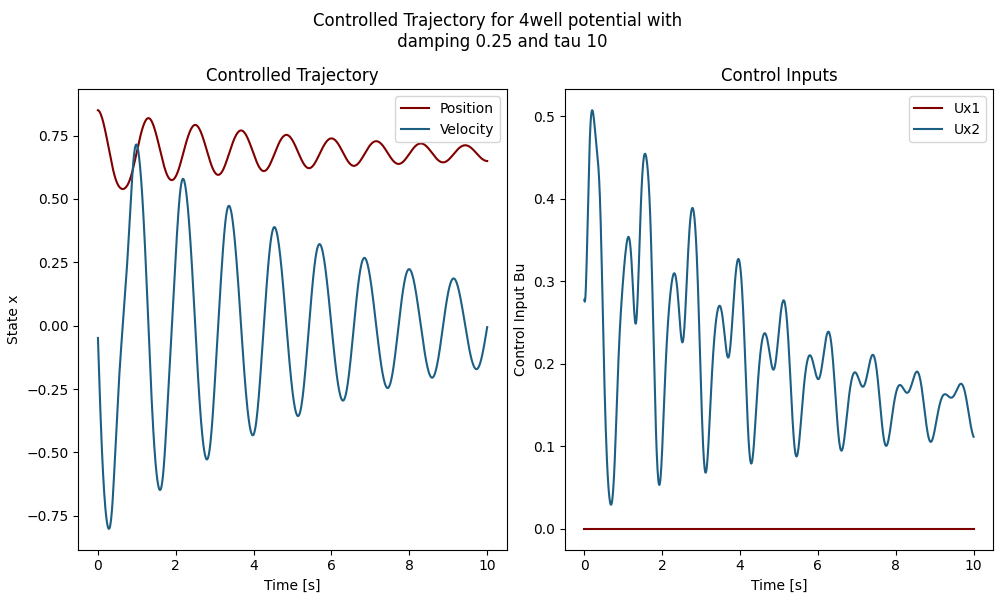 Controlled Trajectory for 4well potential with
damping 0.25 and tau 10
Controlled Trajectory
Position
Velocity
State x
0.75
0.50
0.25
0.00
−0.25
−0.50
−0.75
0 2 4 6 8 10
Time [s]
Control Inputs
Ux1
Ux2
Control Input Bu
0.5
0.4
0.3
0.2
0.1
0.0
0 2 4 6 8 10
Time [s]